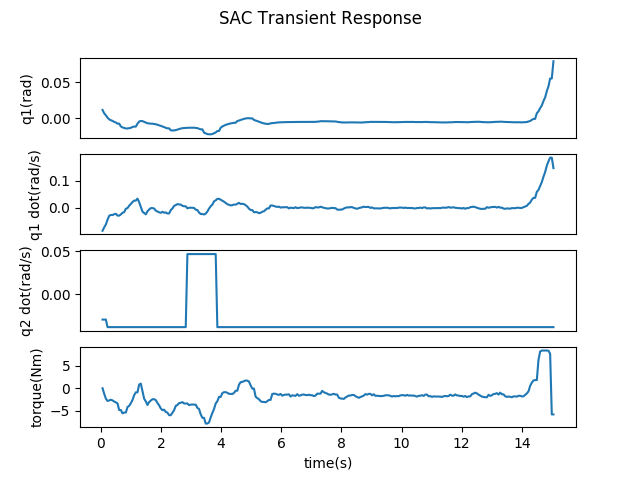 SAC Transient Response
q1(rad)
0.05
0.00
q1 dot(rad/s)
0.1
0.0
q2 dot(rad/s)
0.05
0.00
torque(Nm)
5
0
−5
0 2 4 6 8 10 12 14
time(s)